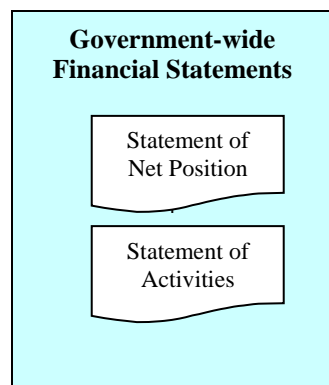 Government-wide
Financial Statements
Statement of
Net Position
Statement of
Activities